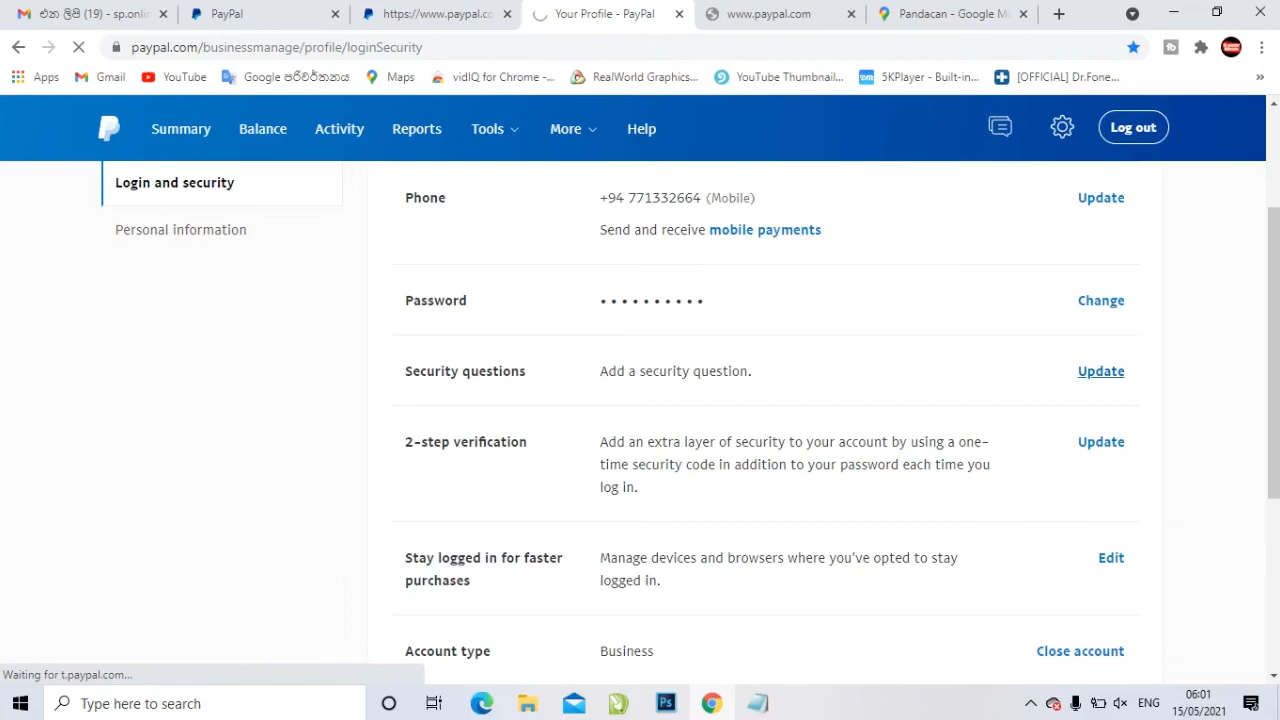 එන ලිපි (19) - sp.onlin
PayPal
https://www.paypal.co
Your Profile - PayPal
www.paypal.com
Pandacan - Google M
paypal.com/businessmanage/profile/loginSecurity
Apps
Gmail
YouTube
Google පරිවර්තනය
Maps
vidIQ for Chrome -...
RealWorld Graphics...
YouTube Thumbnail...
5KPlayer - Built-in...
[OFFICIAL] Dr.Fone...
Summary
Balance
Activity
Reports
Tools
More
Help
Log out
Login and security
Personal information
Phone
+94 771332664 (Mobile)
Update
Send and receive mobile payments
Password
••••••••••
Change
Security questions
Add a security question.
Update
2-step verification
Add an extra layer of security to your account by using a one-
time security code in addition to your password each time you
log in.
Update
Stay logged in for faster
purchases
Manage devices and browsers where you've opted to stay
logged in.
Edit
Account type
Business
Close account
Waiting for t.paypal.com...
Type here to search
ENG
06:01
15/05/2021